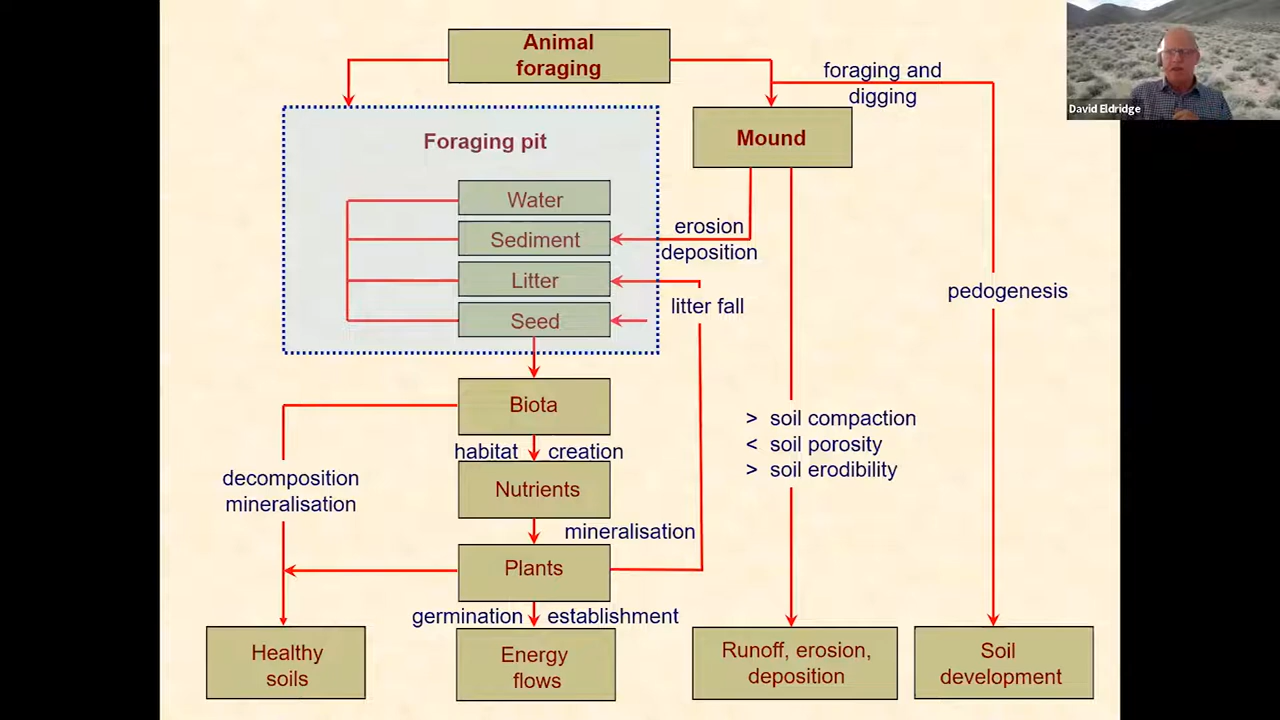 Animal
foraging
foraging and
digging
David Eldridge
Foraging pit
Mound
Water
Sediment
Litter
Seed
erosion
deposition
litter fall
pedogenesis
Biota
habitat creation
Nutrients
mineralisation
Plants
germination establishment
decomposition
mineralisation
> soil compaction
< soil porosity
> soil erodibility
Healthy
soils
Energy
flows
Runoff, erosion,
deposition
Soil
development